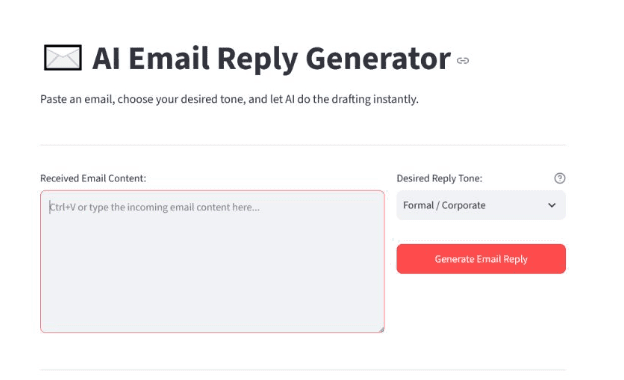 AI Email Reply Generator
Paste an email, choose your desired tone, and let AI do the drafting instantly.
Received Email Content:
Desired Reply Tone:
Ctrl+V or type the incoming email content here...
Formal / Corporate
Generate Email Reply